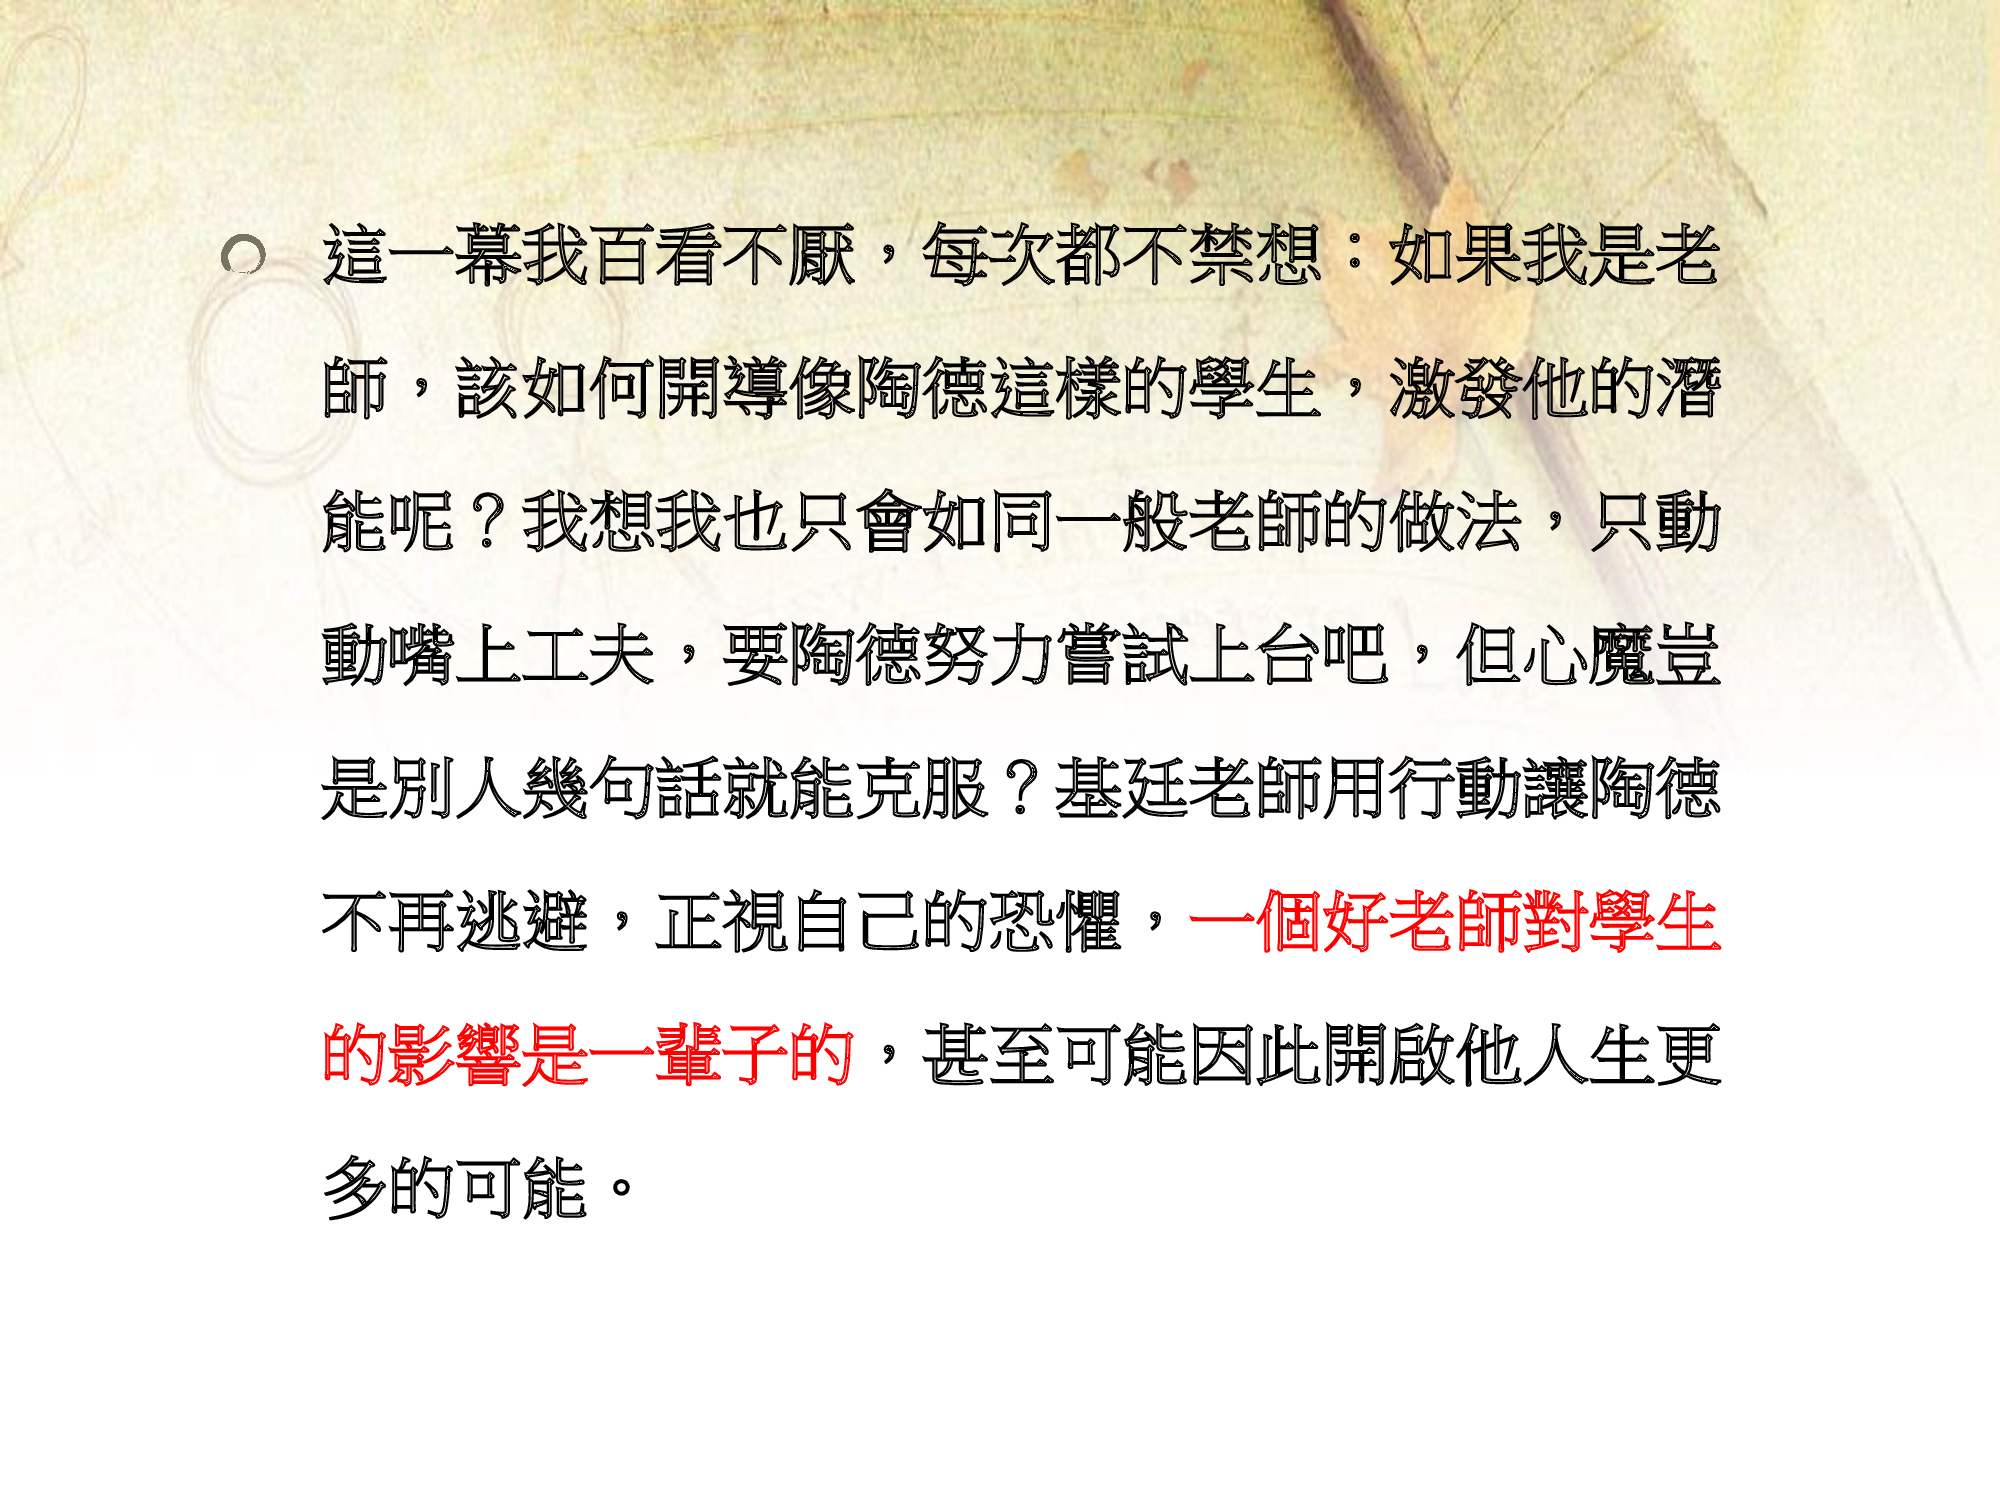 這一幕我百看不厭，每次都不禁想：如果我是老
師，該如何開導像陶德這樣的學生，激發他的潛
能呢？我想我也只會如同一般老師的做法，只動
動嘴上工夫，要陶德努力嘗試上台吧，但心魔豈
是別人幾句話就能克服？基廷老師用行動讓陶德
不再逃避，正視自己的恐懼，一個好老師對學生
的影響是一輩子的，甚至可能因此開啟他人生更
多的可能。